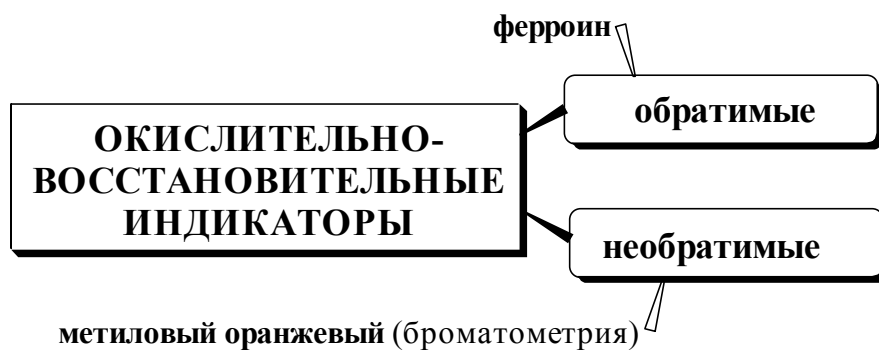 ферроин
обратимые
ОКИСЛИТЕЛЬНО-
ВОССТАНОВИТЕЛЬНЫЕ
ИНДИКАТОРЫ
необратимые
метиловый оранжевый (броматометрия)